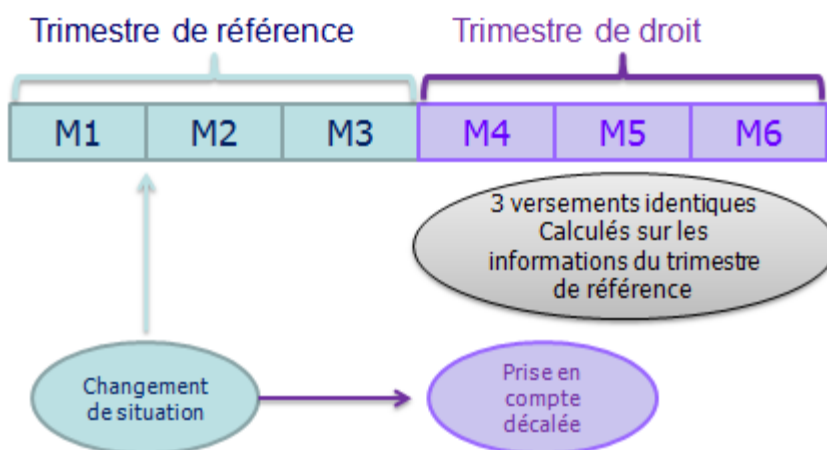 Trimestre de référence
Trimestre de droit
M1 M2 M3 M4 M5 M6
3 versements identiques
Calculés sur les
informations du trimestre
de référence
Changement
de situation
Prise en
compte
décalée